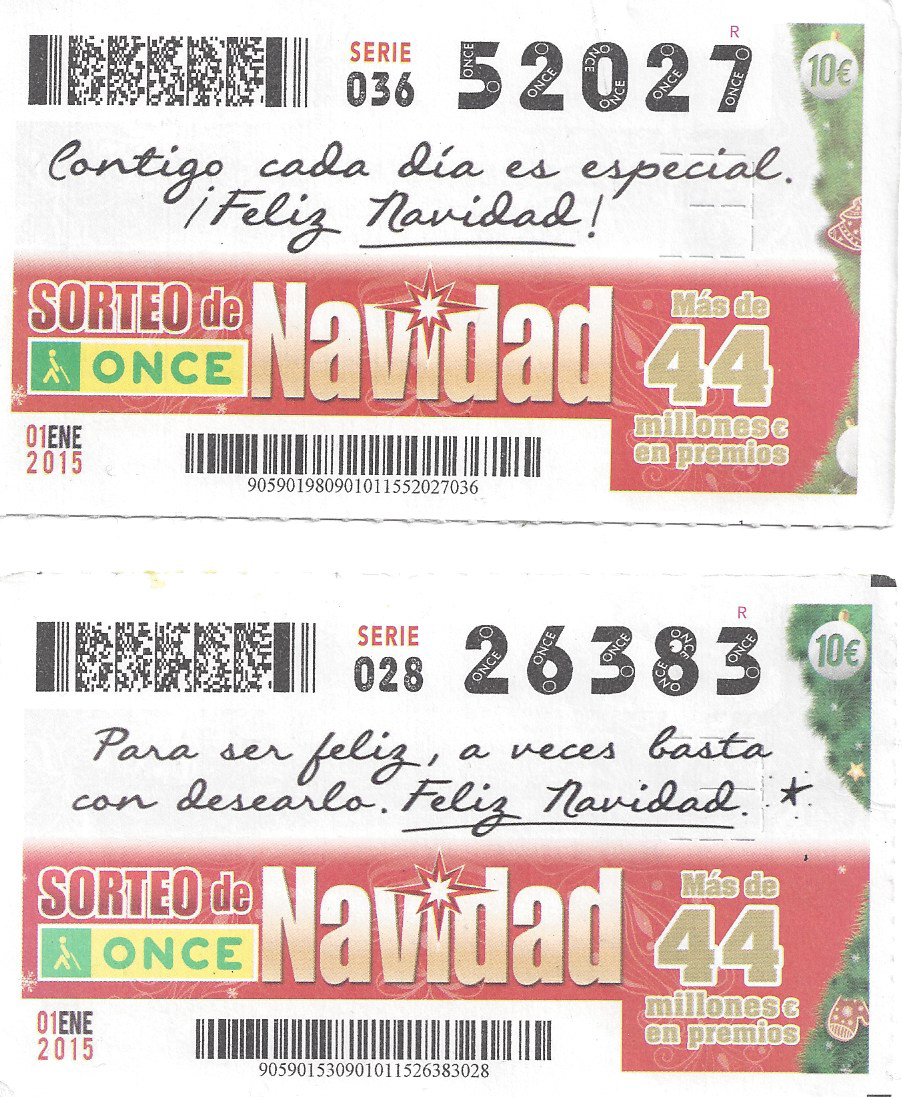 SERIE
036
52027
R
10€
Contigo cada día es especial.
¡Feliz Navidad!
SORTEO de
Navidad
ONCE
Más de
44
millones €
en premios
01ENE
2015
905901980901011552027036
SERIE
028
26383
R
10€
Para ser feliz, a veces basta
con desearlo. Feliz Navidad. *
SORTEO de
Navidad
ONCE
Más de
44
millones €
en premios
01ENE
2015
905901530901011526383028